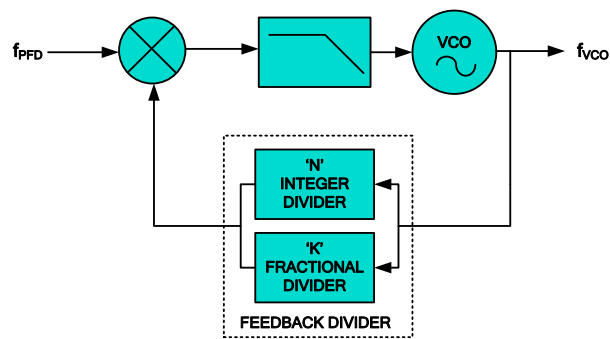 fPFD
VCO
fVCO
‘N’
INTEGER
DIVIDER
‘K’
FRACTIONAL
DIVIDER
FEEDBACK DIVIDER